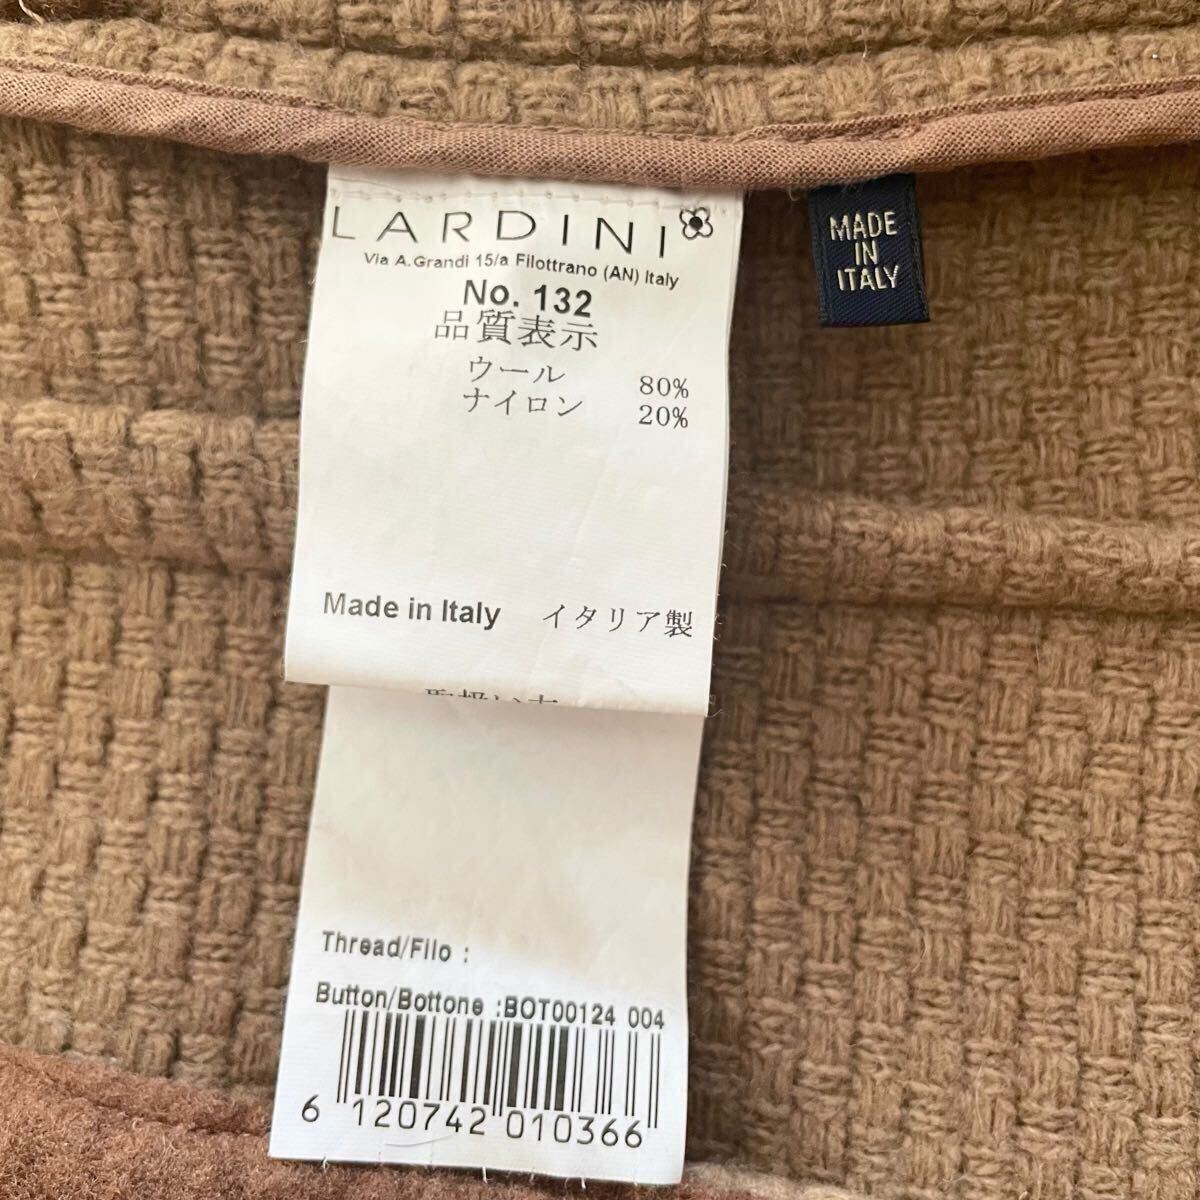 LARDINI
Via A.Grandi 15/a Filottrano (AN) Italy
No. 132
品質表示
ウール 80%
ナイロン 20%
Made in Italy イタリア製
Thread/Filo :
Button/Bottone :BOT00124 004
6 120742 010366
MADE
IN
ITALY